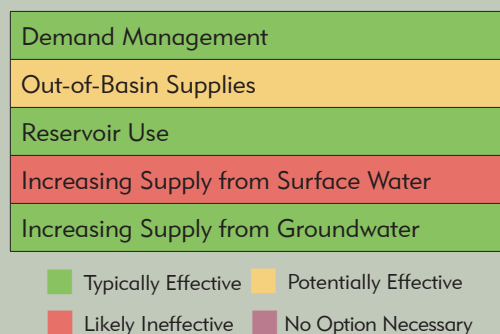 Demand Management
Out-of-Basin Supplies
Reservoir Use
Increasing Supply from Surface Water
Increasing Supply from Groundwater
Typically Effective Potentially Effective
Likely Ineffective No Option Necessary